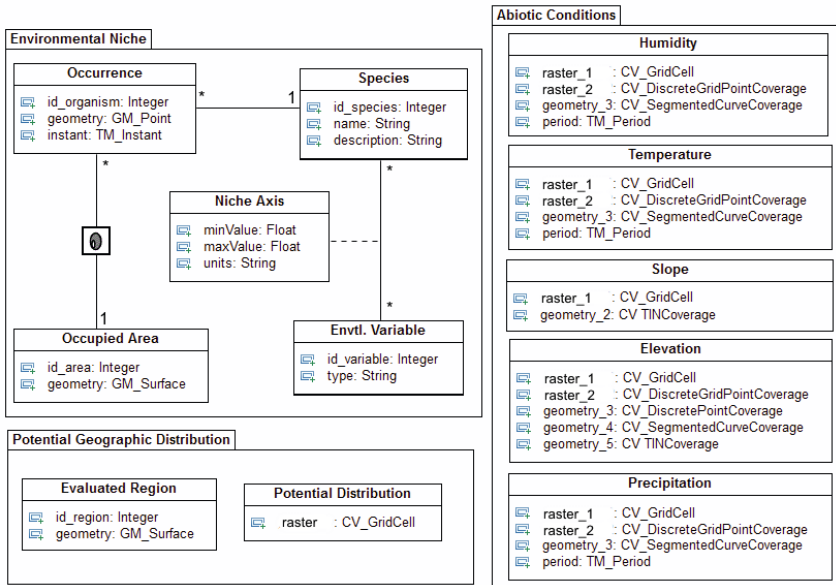 Environmental Niche
Occurrence
id_organism: Integer
geometry: GM_Point
instant: TM_Instant
*
1
Species
id_species: Integer
name: String
description: String
*
*
Niche Axis
minValue: Float
maxValue: Float
units: String
1
*
Occupied Area
id_area: Integer
geometry: GM_Surface
Envtl. Variable
id_variable: Integer
type: String
Potential Geographic Distribution
Evaluated Region
id_region: Integer
geometry: GM_Surface
Potential Distribution
raster : CV_GridCell
Abiotic Conditions
Humidity
raster_1 : CV_GridCell
raster_2 : CV_DiscreteGridPointCoverage
geometry_3: CV_SegmentedCurveCoverage
period: TM_Period
Temperature
raster_1 : CV_GridCell
raster_2 : CV_DiscreteGridPointCoverage
geometry_3: CV_SegmentedCurveCoverage
period: TM_Period
Slope
raster_1 : CV_GridCell
geometry_2: CV TINCoverage
Elevation
raster_1 : CV_GridCell
raster_2 : CV_DiscreteGridPointCoverage
geometry_3: CV_DiscretePointCoverage
geometry_4: CV_SegmentedCurveCoverage
geometry_5: CV TINCoverage
Precipitation
raster_1 : CV_GridCell
raster_2 : CV_DiscreteGridPointCoverage
geometry_3: CV_SegmentedCurveCoverage
period: TM_Period